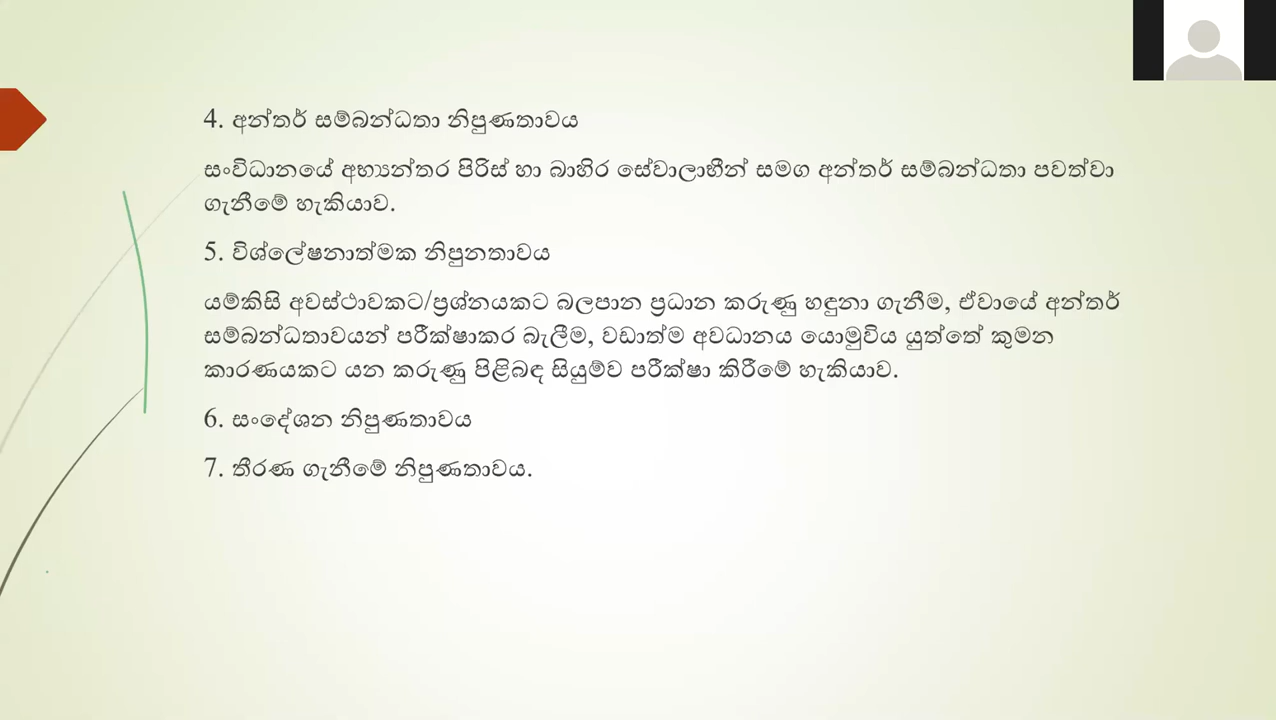 4. අන්තර් සම්බන්ධතා නිපුණතාවය
සංවිධානයේ අභ්‍යන්තර පිරිස් හා බාහිර සේවාලාභීන් සමග අන්තර් සම්බන්ධතා පවත්වා
ගැනීමේ හැකියාව.
5. විශ්ලේෂනාත්මක නිපුනතාවය
යම්කිසි අවස්ථාවකට/ප්‍රශ්නයකට බලපාන ප්‍රධාන කරුණු හඳුනා ගැනීම, ඒවායේ අන්තර්
සම්බන්ධතාවයන් පරීක්ෂාකර බැලීම, වඩාත්ම අවධානය යොමුවිය යුත්තේ කුමන
කාරණයකට යන කරුණු පිළිබඳ සියුම්ව පරීක්ෂා කිරීමේ හැකියාව.
6. සංදේශන නිපුණතාවය
7. තීරණ ගැනීමේ නිපුණතාවය.